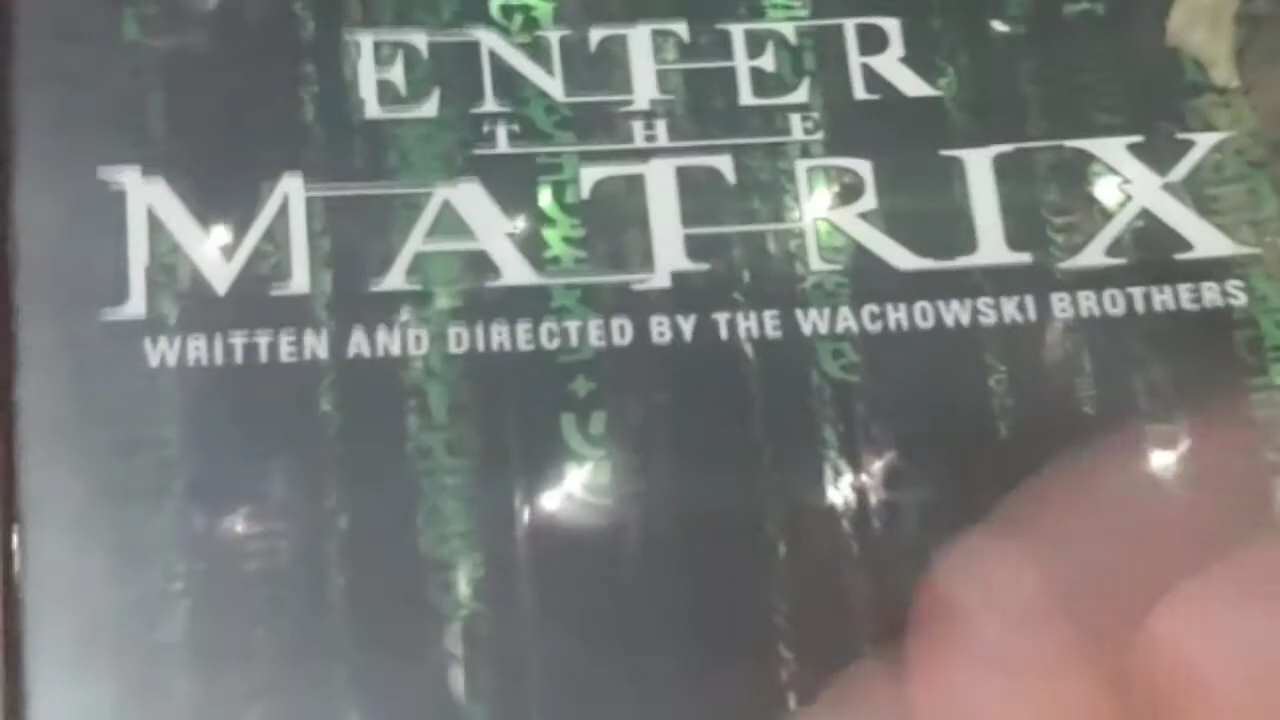 ENTER
THE
MATRIX
WRITTEN AND DIRECTED BY THE WACHOWSKI BROTHERS